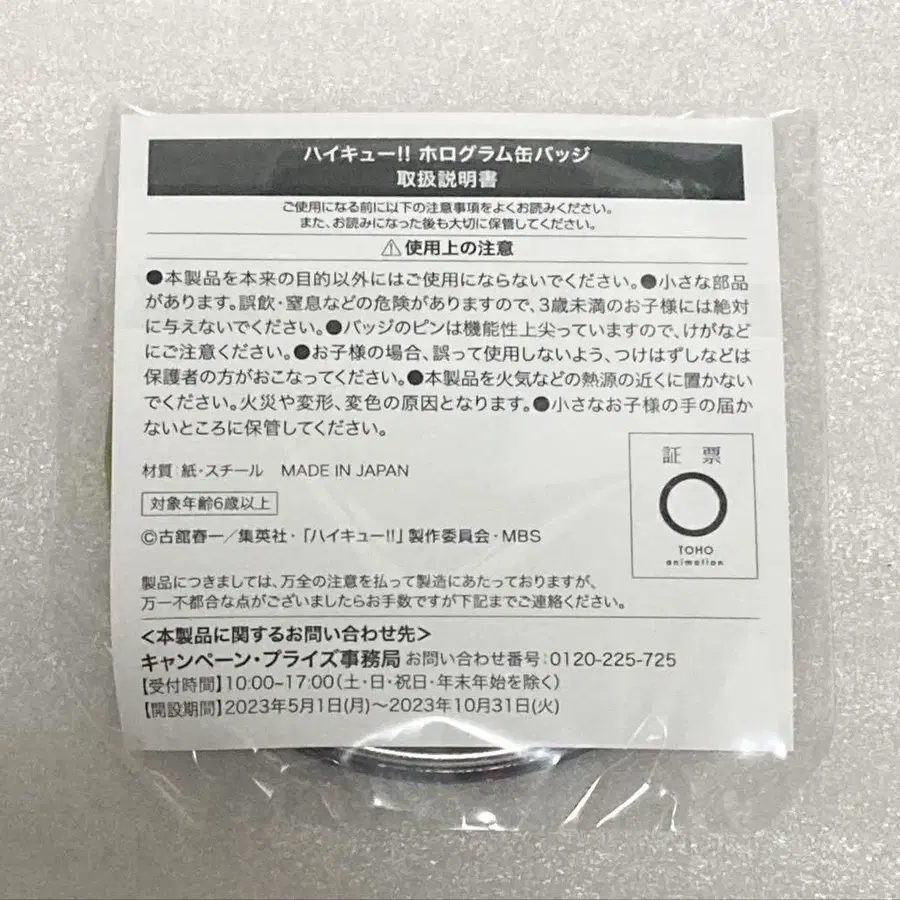 ハイキュー!! ホログラム缶バッジ
取扱説明書
ご使用になる前に以下の注意事項をよくお読みください。
また、お読みになった後も大切に保管してください。
⚠使用上の注意
●本製品を本来の目的以外にはご使用にならないでください。●小さな部品
があります。誤飲・窒息などの危険がありますので、3歳未満のお子様には絶対
に与えないでください。●バッジのピンは機能性上尖っていますので、けがなど
にご注意ください。●お子様の場合、誤って使用しないよう、つけはずしなどは
保護者の方がおこなってください。●本製品を火気などの熱源の近くに置かない
でください。火災や変形、変色の原因となります。●小さなお子様の手の届か
ないところに保管してください。
材質：紙・スチール　MADE IN JAPAN
対象年齢6歳以上
©古舘春一／集英社・「ハイキュー!!」製作委員会・MBS
証票
TOHO
animation
製品につきましては、万全の注意を払って製造にあたっておりますが、
万一不都合な点がございましたらお手数ですが下記までご連絡ください。
＜本製品に関するお問い合わせ先＞
キャンペーン・プライズ事務局 お問い合わせ番号：0120-225-725
【受付時間】10:00~17:00（土・日・祝日・年末年始を除く）
【開設期間】2023年5月1日(月)～2023年10月31日(火)